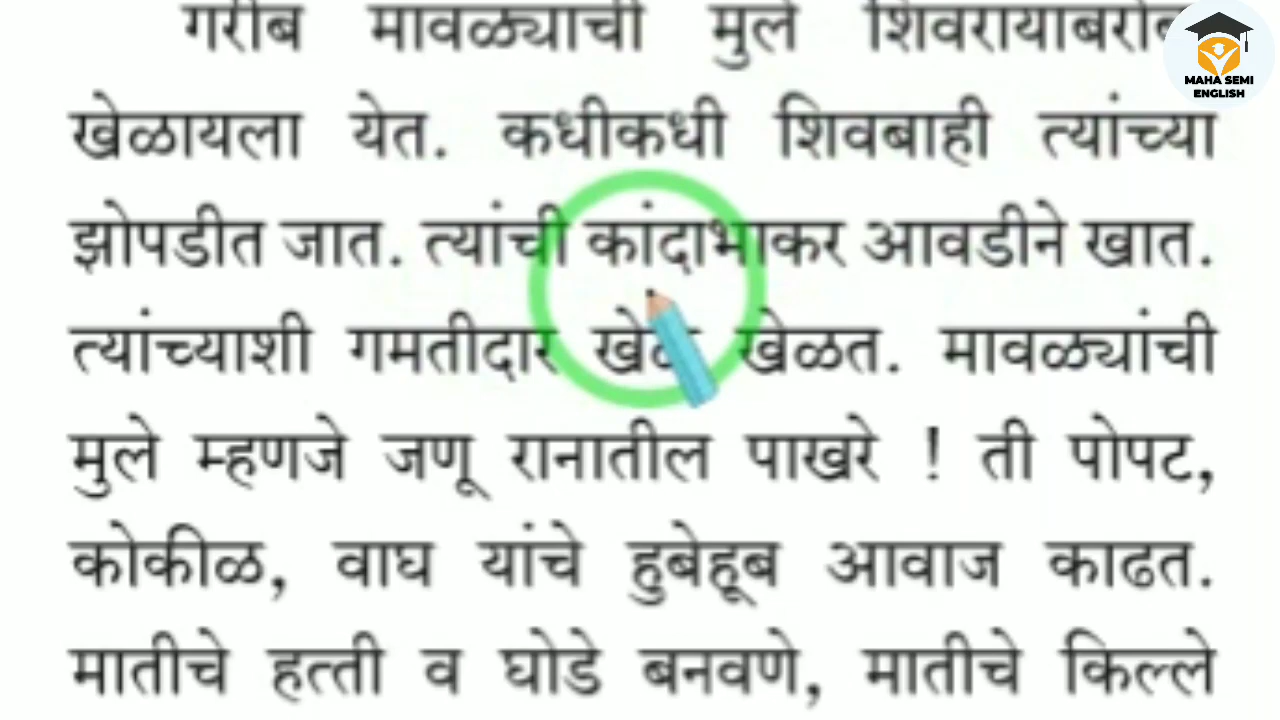 गरीब मावळ्याची मुले शिवरायाबरोब
खेळायला येत. कधीकधी शिवबाही त्यांच्या
झोपडीत जात. त्यांची कांदाभाकर आवडीने खात.
त्यांच्याशी गमतीदार खेळ खेळत. मावळ्यांची
मुले म्हणजे जणू रानातील पाखरे ! ती पोपट,
कोकीळ, वाघ यांचे हुबेहूब आवाज काढत.
मातीचे हत्ती व घोडे बनवणे, मातीचे किल्ले
MAHA SEMI
ENGLISH